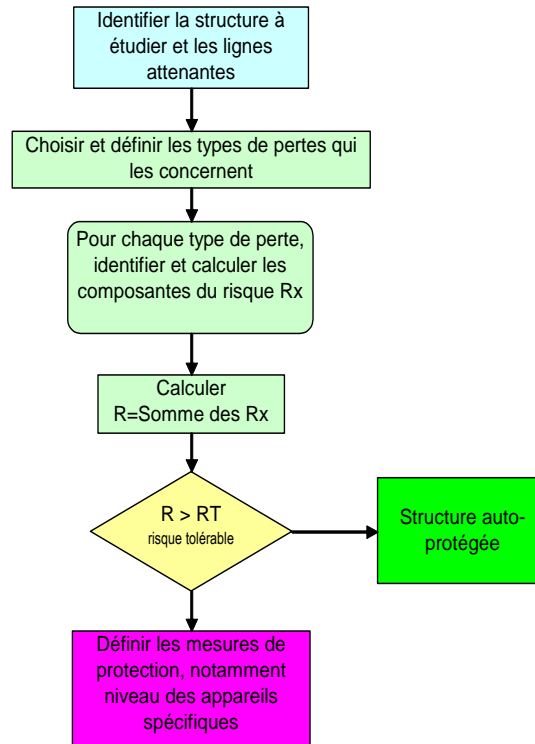 Identifier la structure à
étudier et les lignes
attenantes
Choisir et définir les types de pertes qui
les concernent
Pour chaque type de perte,
identifier et calculer les
composantes du risque Rx
Calculer
R=Somme des Rx
R > RT
risque tolérable
Structure auto-
protégée
Définir les mesures de
protection, notamment
niveau des appareils
spécifiques